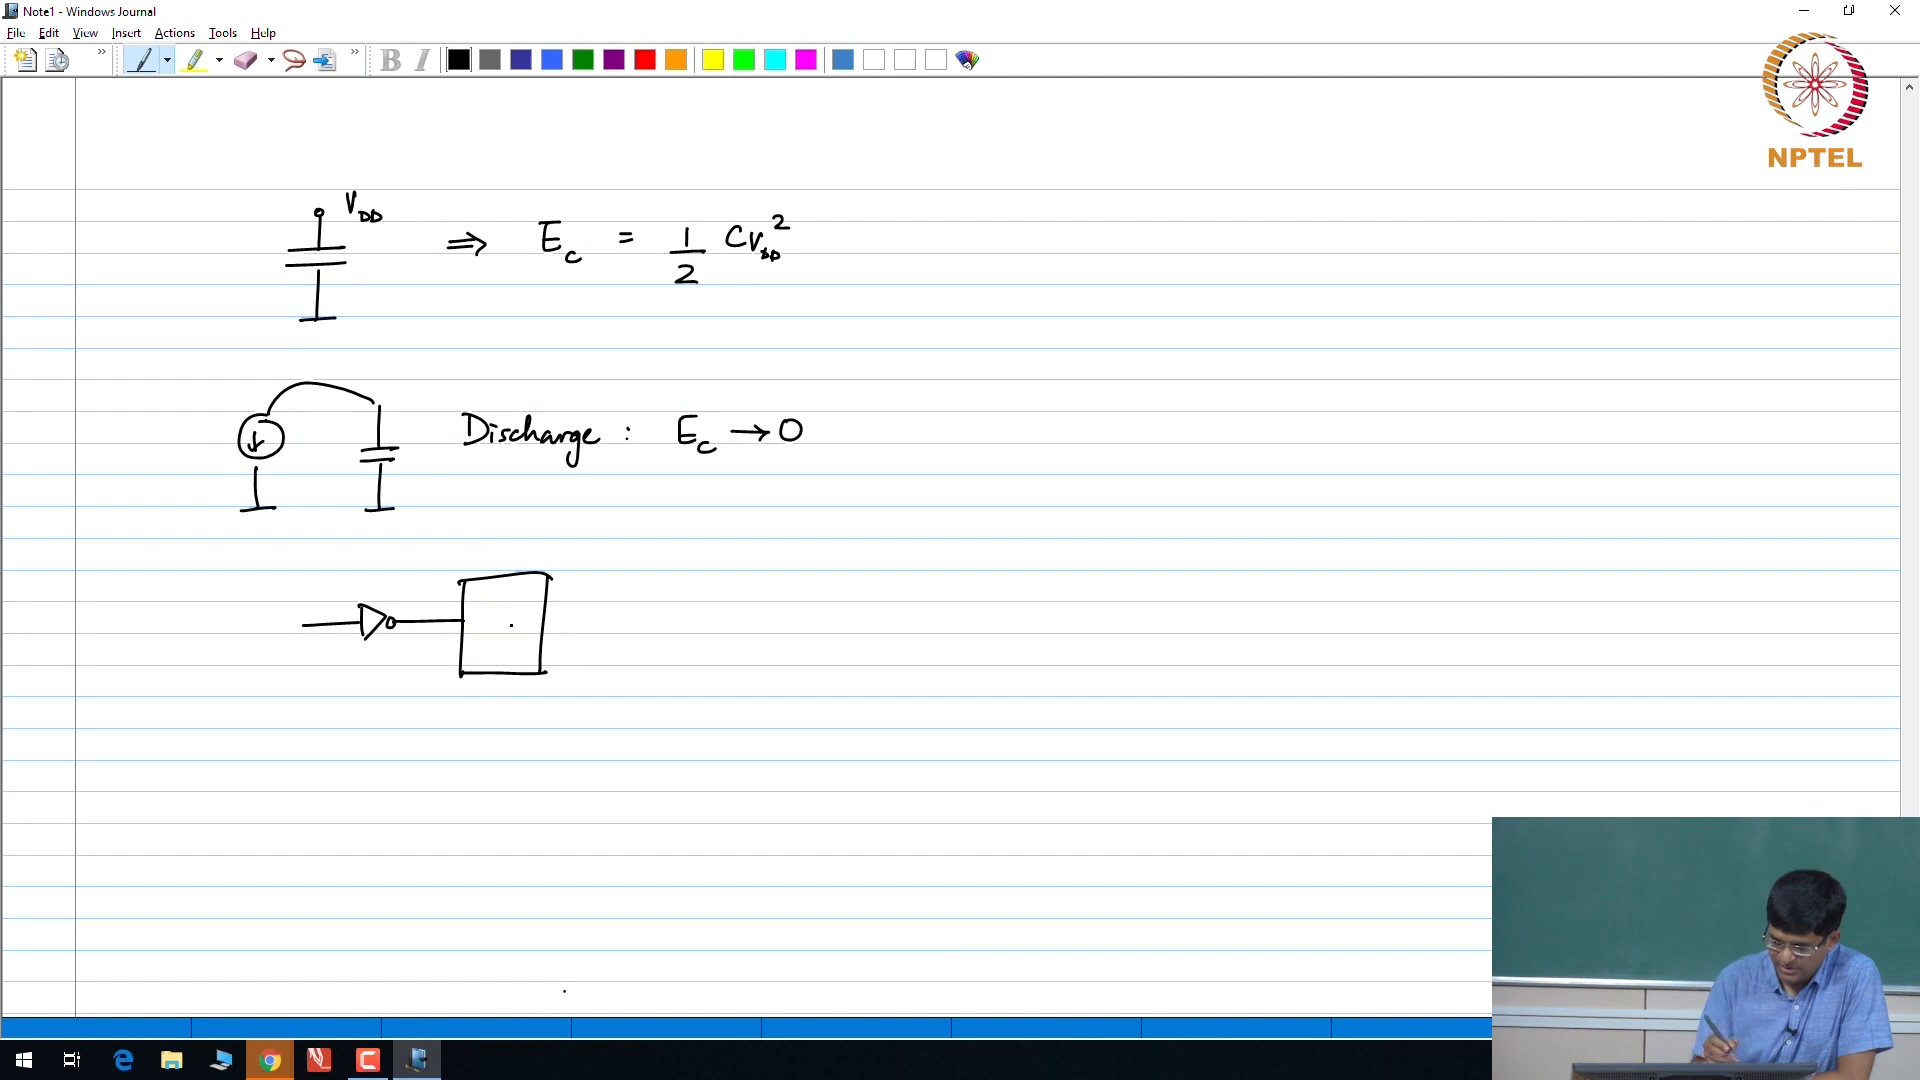 Note1 - Windows Journal
File Edit View Insert Actions Tools Help
NPTEL
V_DD
⇒ E_c = 1/2 CV_DD^2
Discharge : E_c → 0